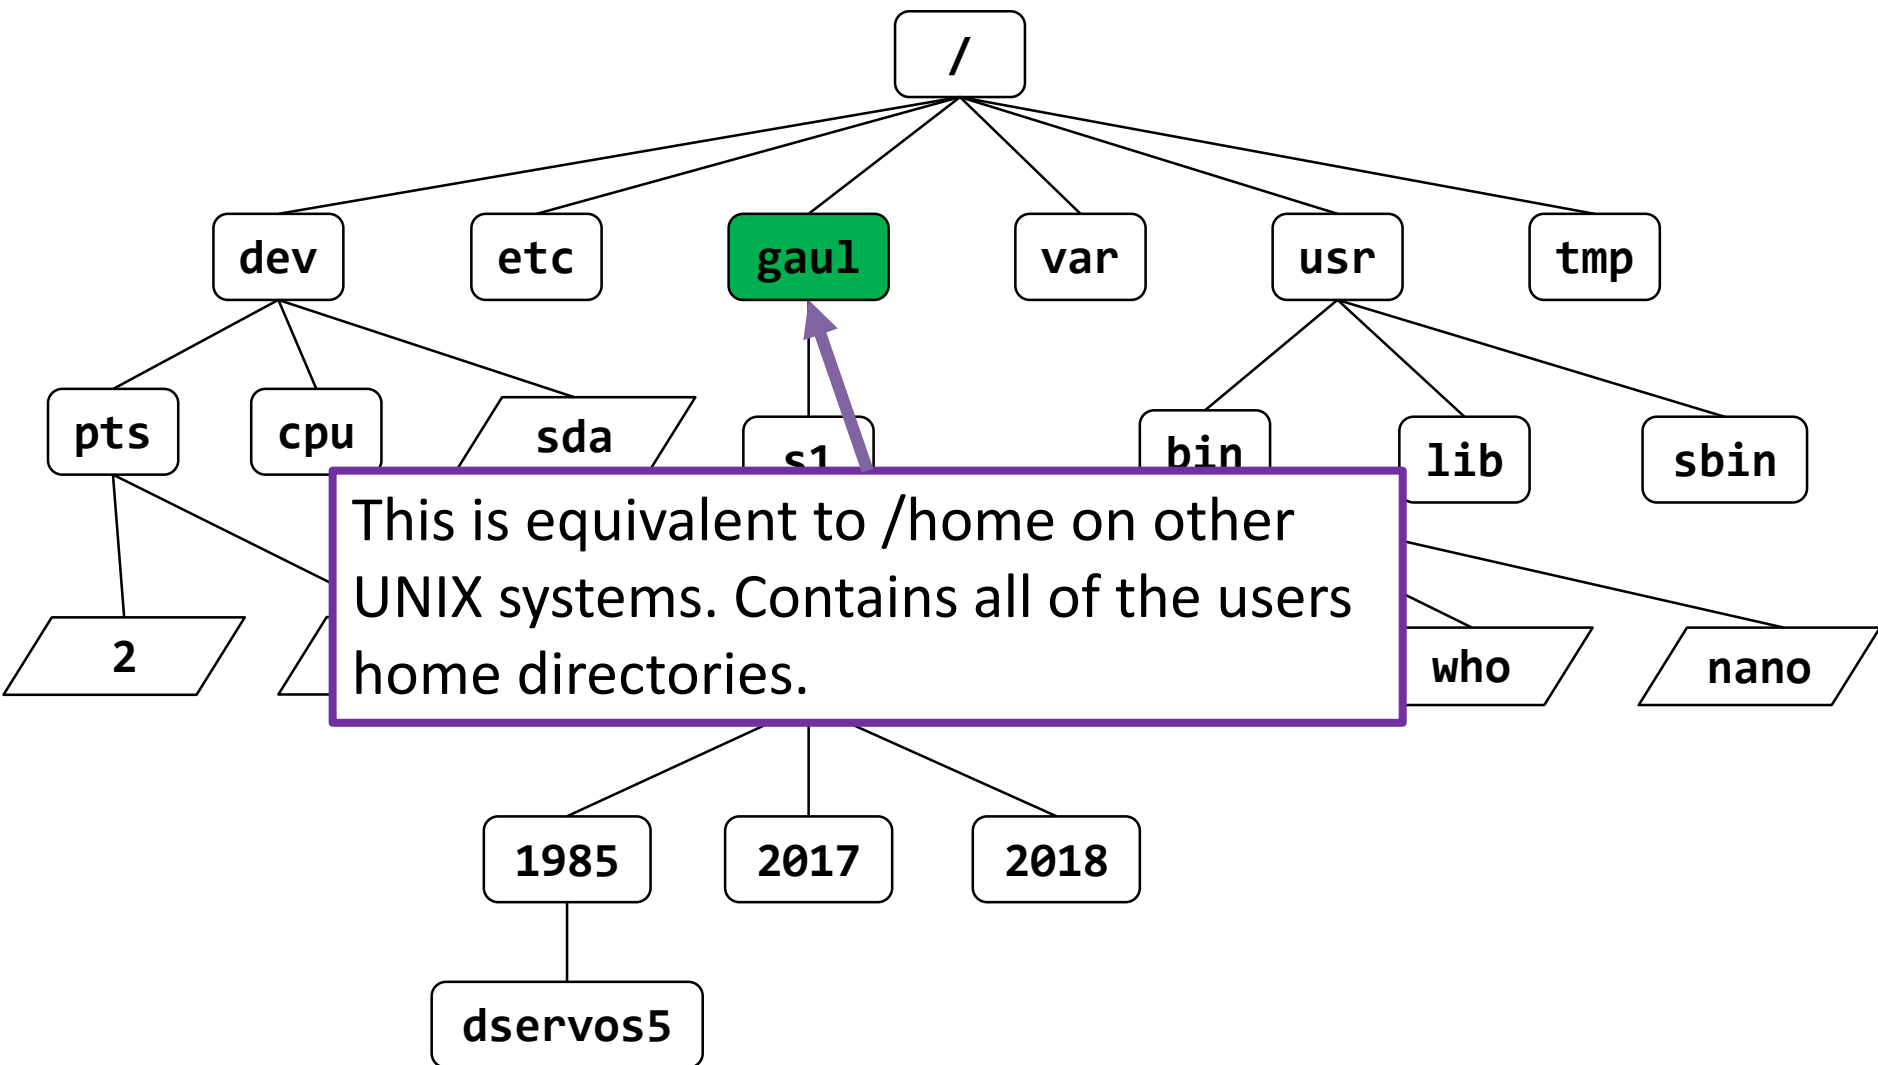 /
dev
etc
gaul
var
usr
tmp
pts
cpu
sda
s1
bin
lib
sbin
This is equivalent to /home on other
UNIX systems. Contains all of the users
home directories.
2
who
nano
1985
2017
2018
dservos5